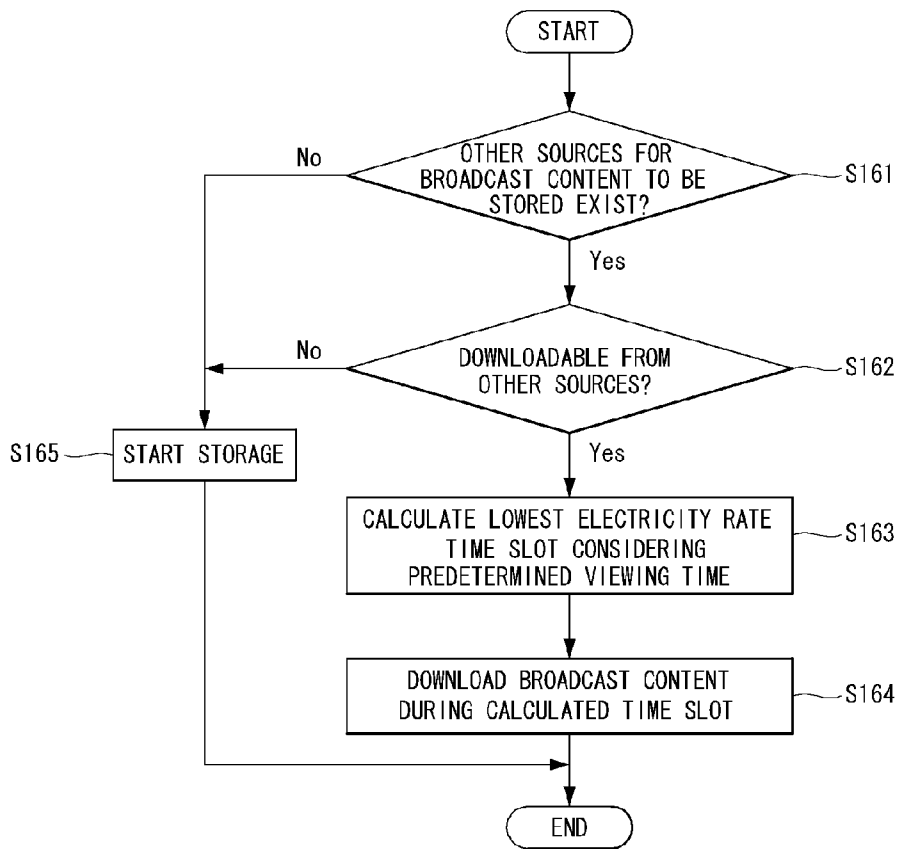 START
OTHER SOURCES FOR
BROADCAST CONTENT TO BE
STORED EXIST?
S161
No
Yes
DOWNLOADABLE FROM
OTHER SOURCES?
S162
No
Yes
S165
START STORAGE
CALCULATE LOWEST ELECTRICITY RATE
TIME SLOT CONSIDERING
PREDETERMINED VIEWING TIME
S163
DOWNLOAD BROADCAST CONTENT
DURING CALCULATED TIME SLOT
S164
END